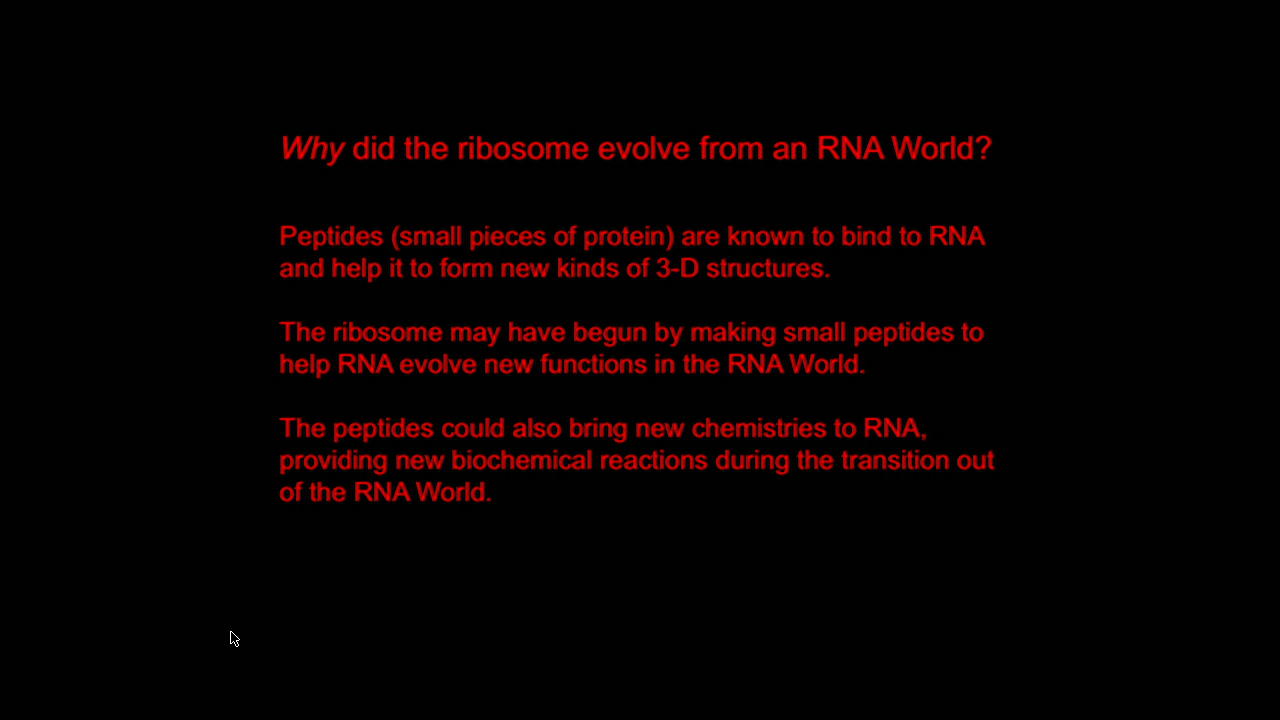 Why did the ribosome evolve from an RNA World?
Peptides (small pieces of protein) are known to bind to RNA
and help it to form new kinds of 3-D structures.
The ribosome may have begun by making small peptides to
help RNA evolve new functions in the RNA World.
The peptides could also bring new chemistries to RNA,
providing new biochemical reactions during the transition out
of the RNA World.